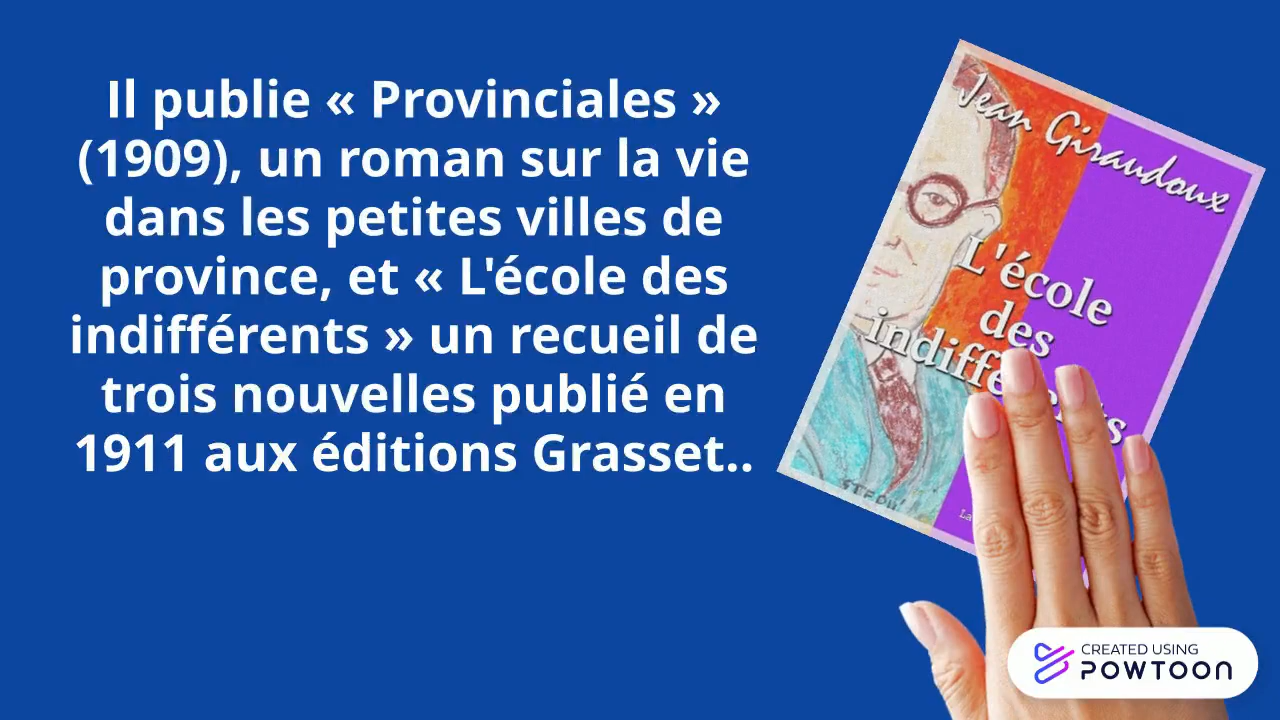 Il publie « Provinciales »
(1909), un roman sur la vie
dans les petites villes de
province, et « L'école des
indifférents » un recueil de
trois nouvelles publié en
1911 aux éditions Grasset..
Jean Giraudoux
L'école
des
STEPH'
CREATED USING
POWTOON